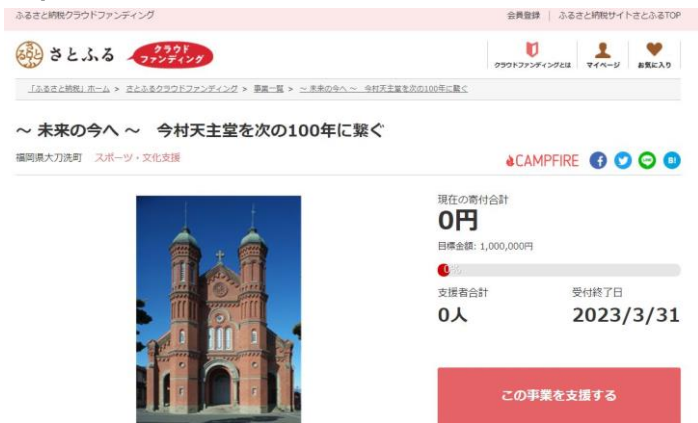 ふるさと納税クラウドファンディング
会員登録 | ふるさと納税サイトさとふるTOP
さとふる
クラウド
ファンディング
クラウドファンディングとは
マイページ
お気に入り
「ふるさと納税」ホーム > さとふるクラウドファンディング > 事業一覧 > ～ 未来の今へ ～ 今村天主堂を次の100年に繋ぐ
～ 未来の今へ ～ 今村天主堂を次の100年に繋ぐ
福岡県大刀洗町 スポーツ・文化支援
CAMPFIRE
LINE
B!
現在の寄付合計
0円
目標金額: 1,000,000円
0%
支援者合計
受付終了日
0人
2023/3/31
この事業を支援する